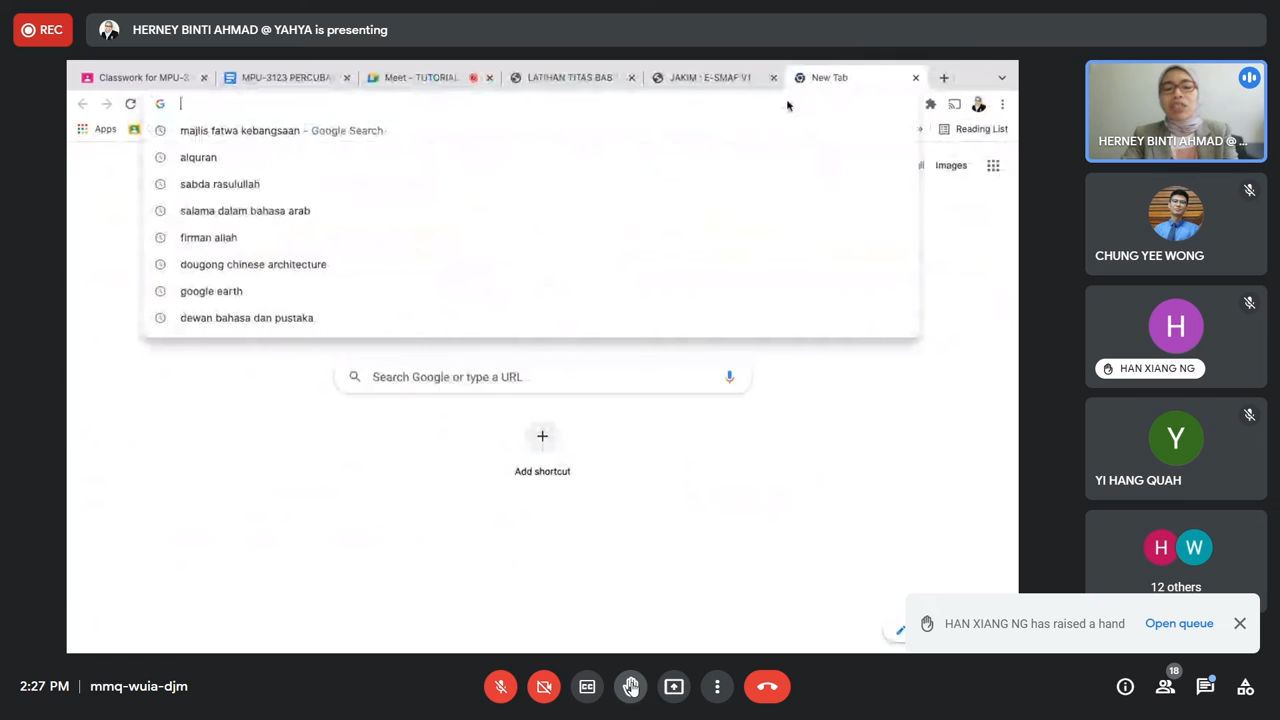 REC
HERNEY BINTI AHMAD @ YAHYA is presenting
Classwork for MPU-3
MPU-3123 PERCUBA
Meet - TUTORIAL
LATIHAN TITAS BAB
JAKIM : E-SMAF V1
New Tab
Apps
Reading List
majlis fatwa kebangsaan - Google Search
alquran
sabda rasulullah
salama dalam bahasa arab
firman allah
dougong chinese architecture
google earth
dewan bahasa dan pustaka
Images
Search Google or type a URL
Add shortcut
HERNEY BINTI AHMAD @ ...
CHUNG YEE WONG
H
HAN XIANG NG
Y
YI HANG QUAH
H W
12 others
HAN XIANG NG has raised a hand
Open queue
2:27 PM
mmq-wuia-djm
18